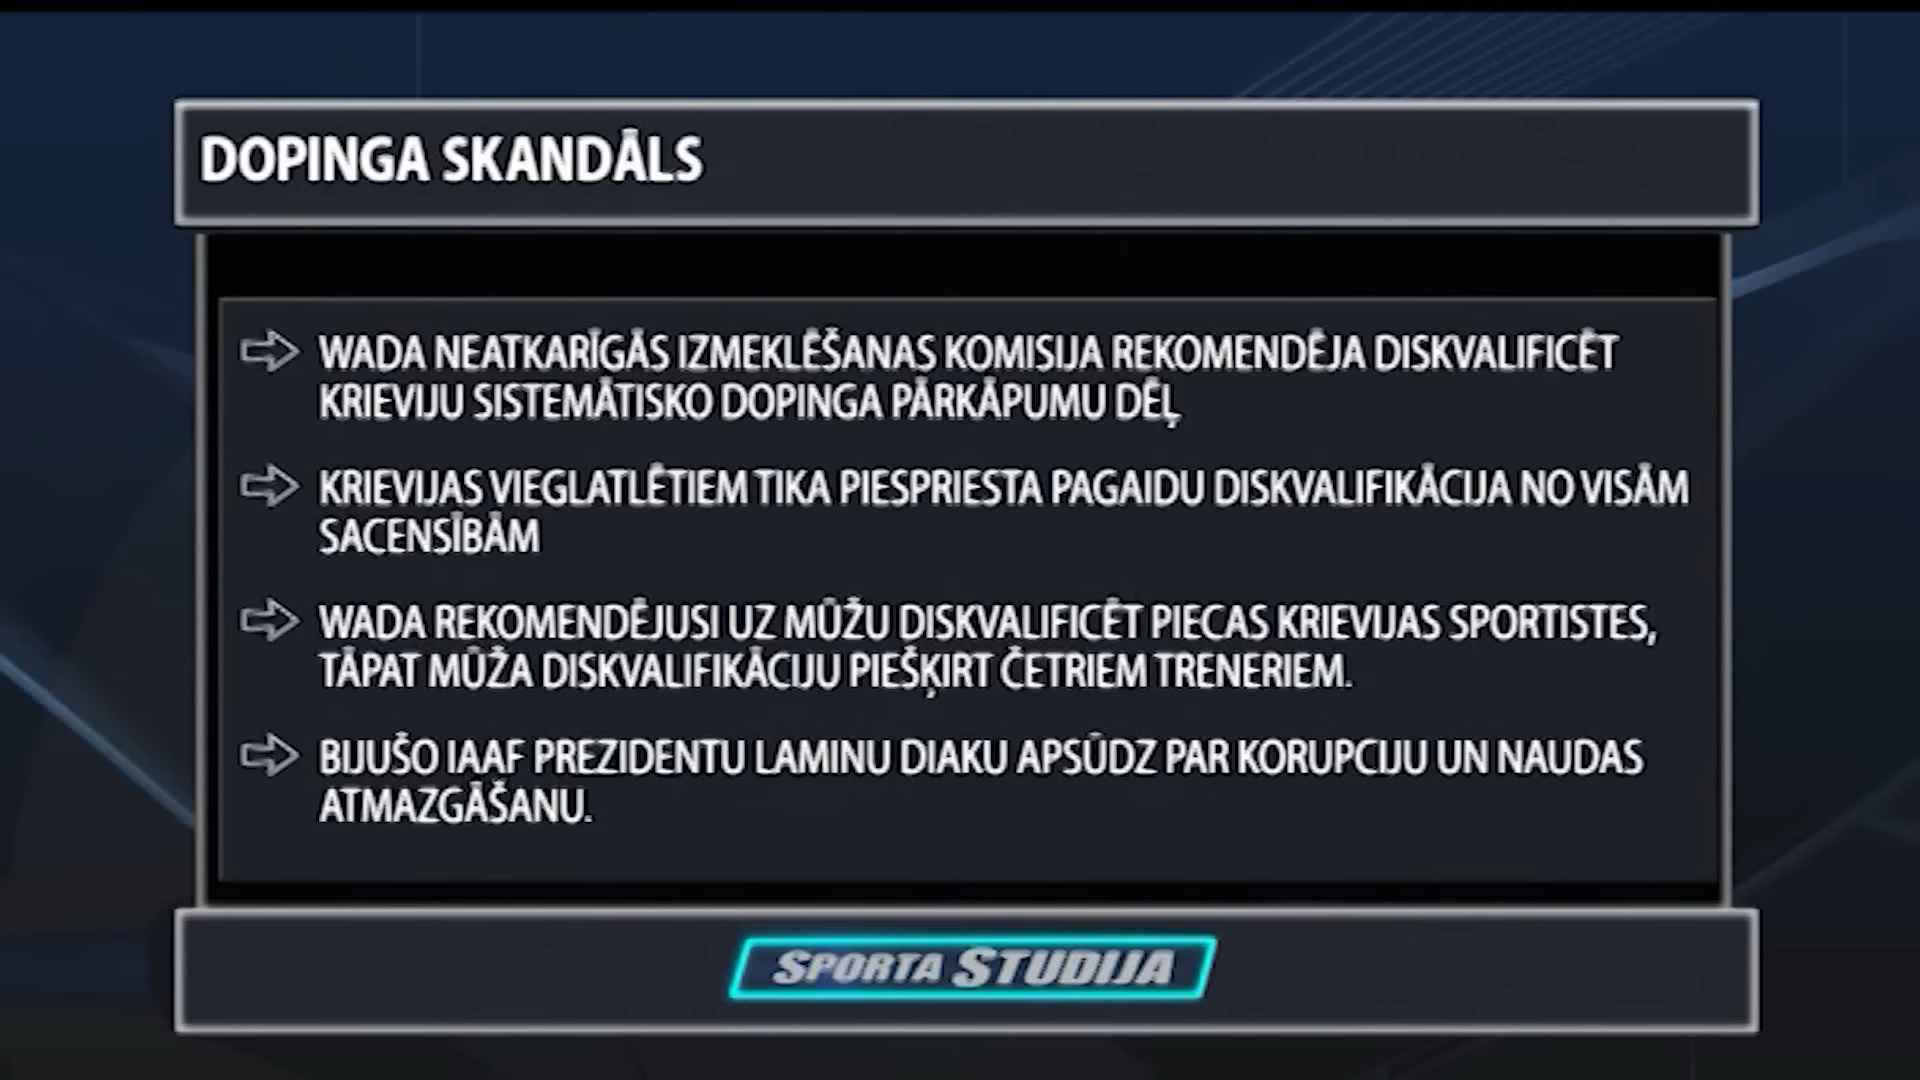 DOPINGA SKANDĀLS
WADA NEATKARĪGĀS IZMEKLĒŠANAS KOMISIJA REKOMENDĒJA DISKVALIFICĒT
KRIEVIJU SISTEMĀTISKO DOPINGA PĀRKĀPUMU DĒĻ
KRIEVIJAS VIEGLATLĒTIEM TIKA PIESPRIESTA PAGAIDU DISKVALIFIKĀCIJA NO VISĀM
SACENSĪBĀM
WADA REKOMENDĒJUSI UZ MŪŽU DISKVALIFICĒT PIECAS KRIEVIJAS SPORTISTES,
TĀPAT MŪŽA DISKVALIFIKĀCIJU PIEŠĶIRT ČETRIEM TRENERIEM.
BIJUŠO IAAF PREZIDENTU LAMINU DIAKU APSŪDZ PAR KORUPCIJU UN NAUDAS
ATMAZGĀŠANU.
SPORTA STUDIJA